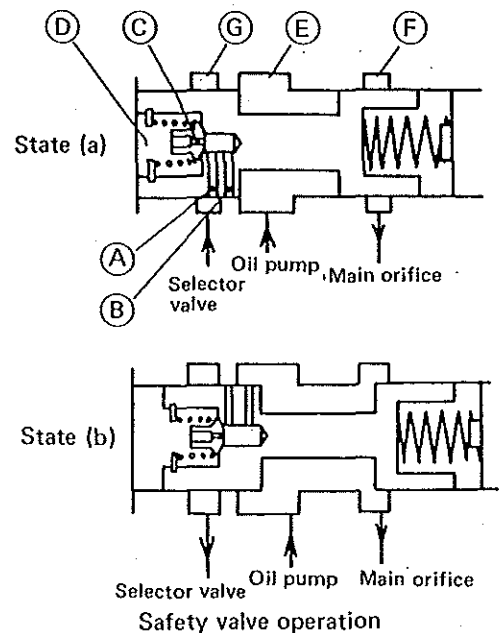 D C G E F
State (a)
A
B
Selector
valve
Oil pump
Main orifice
State (b)
Selector valve
Oil pump
Main orifice
Safety valve operation